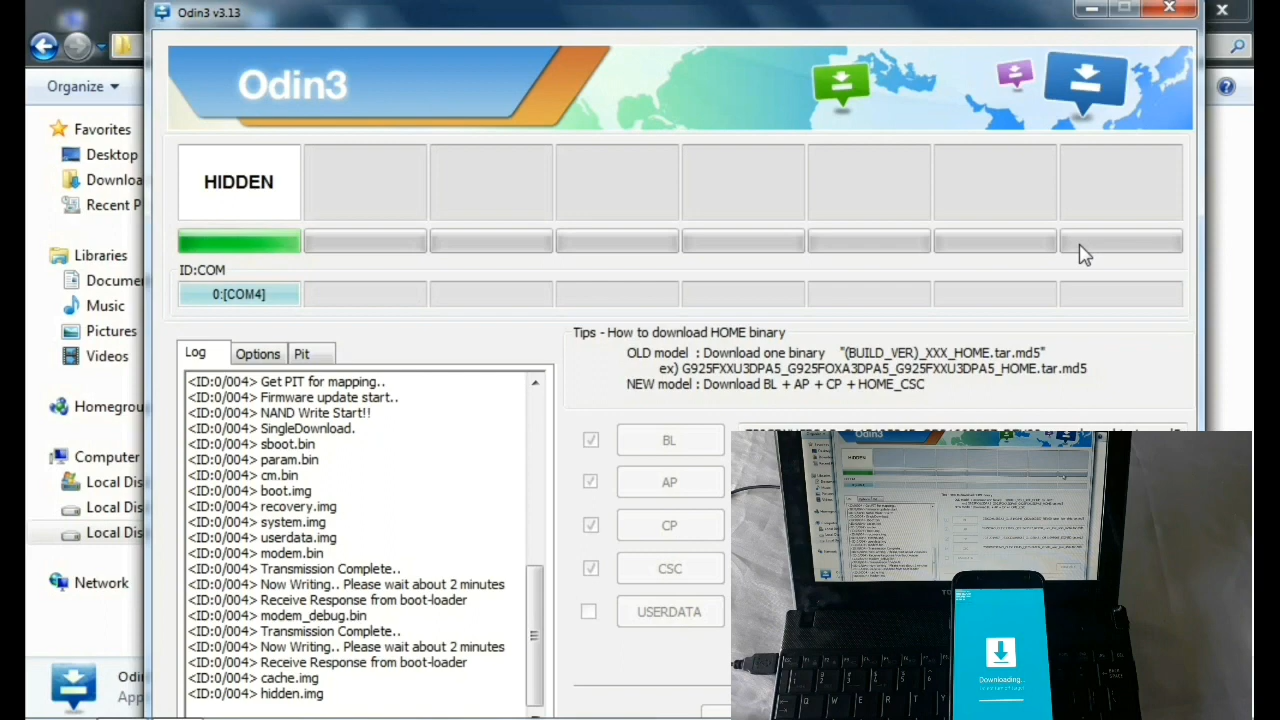 Odin3 v3.13
Organize
Odin3
Favorites
Desktop
Downloa
Recent P
HIDDEN
ID:COM
0:[COM4]
Libraries
Docume
Music
Pictures
Videos
Homegrou
Computer
Local Dis
Local Dis
Local Dis
Network
Odi
App
Log
Options
Pit
<ID:0/004> Get PIT for mapping..
<ID:0/004> Firmware update start..
<ID:0/004> NAND Write Start!!
<ID:0/004> SingleDownload.
<ID:0/004> sboot.bin
<ID:0/004> param.bin
<ID:0/004> cm.bin
<ID:0/004> boot.img
<ID:0/004> recovery.img
<ID:0/004> system.img
<ID:0/004> userdata.img
<ID:0/004> modem.bin
<ID:0/004> Transmission Complete..
<ID:0/004> Now Writing.. Please wait about 2 minutes
<ID:0/004> Receive Response from boot-loader
<ID:0/004> modem_debug.bin
<ID:0/004> Transmission Complete..
<ID:0/004> Now Writing.. Please wait about 2 minutes
<ID:0/004> Receive Response from boot-loader
<ID:0/004> cache.img
<ID:0/004> hidden.img
Tips - How to download HOME binary
OLD model : Download one binary "(BUILD_VER)_XXX_HOME.tar.md5"
ex) G925FXXU3DPA5_G925FOXA3DPA5_G925FXXU3DPA5_HOME.tar.md5
NEW model : Download BL + AP + CP + HOME_CSC
BL
AP
CP
CSC
USERDATA
Odin3
HIDDEN
Downloading..